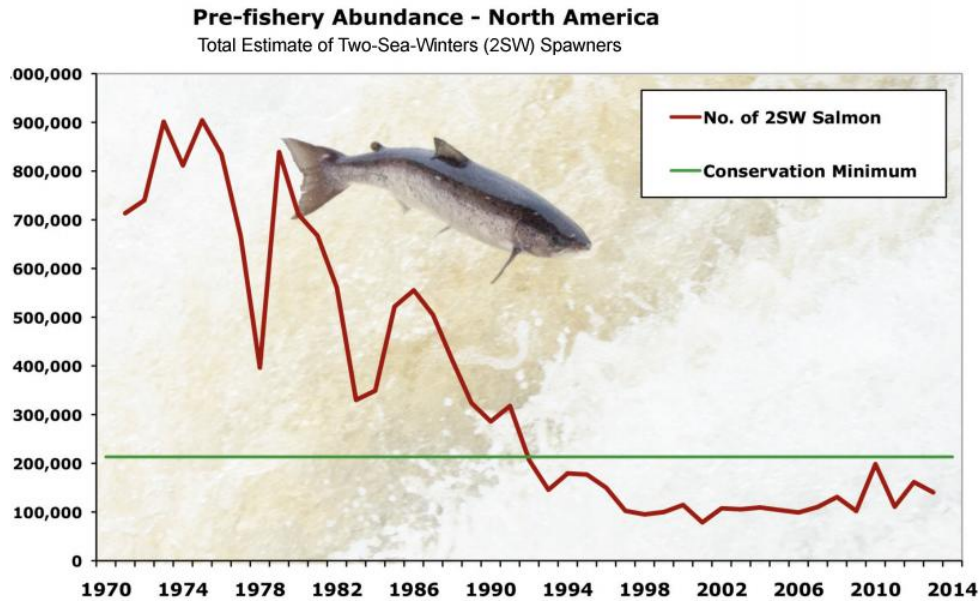 Pre-fishery Abundance - North America
Total Estimate of Two-Sea-Winters (2SW) Spawners
.000,000
900,000
800,000
700,000
600,000
500,000
400,000
300,000
200,000
100,000
0
No. of 2SW Salmon
Conservation Minimum
1970 1974 1978 1982 1986 1990 1994 1998 2002 2006 2010 2014